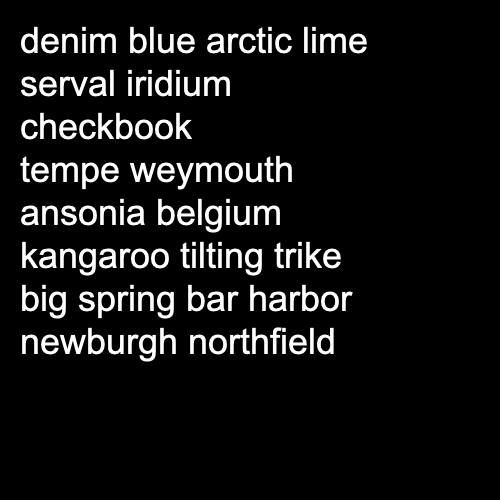 denim blue arctic lime
serval iridium
checkbook
tempe weymouth
ansonia belgium
kangaroo tilting trike
big spring bar harbor
newburgh northfield